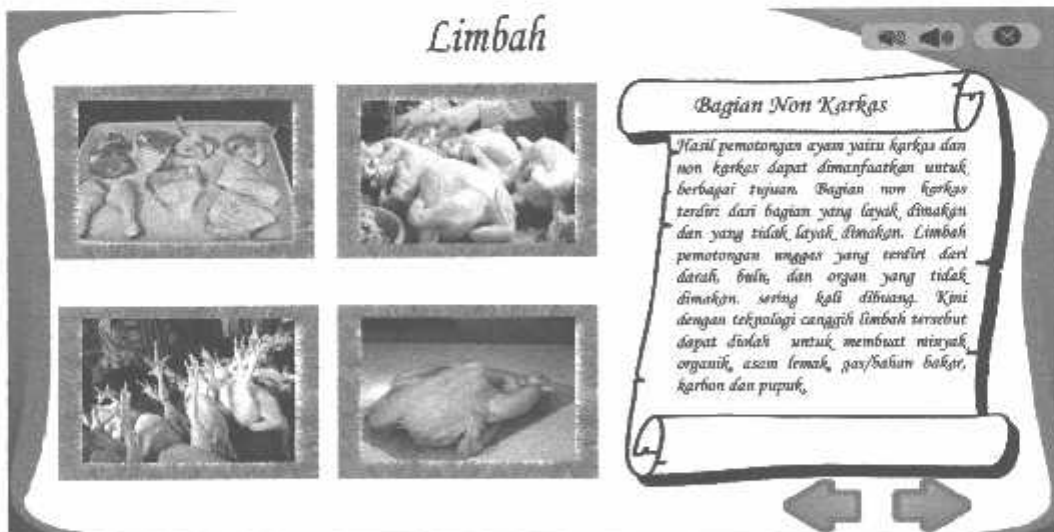 Limbah
Bagian Non Karkas
Hasil pemotongan ayam yaitu karkas dan
non karkas dapat dimanfaatkan untuk
berbagai tujuan. Bagian non karkas
terdiri dari bagian yang layak dimakan
dan yang tidak layak dimakan. Limbah
pemotongan unggas yang terdiri dari
darah, bulu, dan organ yang tidak
dimakan. sering kali dibuang. Kini
dengan teknologi canggih limbah tersebut
dapat diolah untuk membuat minyak
organik, asam lemak, gas/bahan bakar,
karbon dan pupuk.